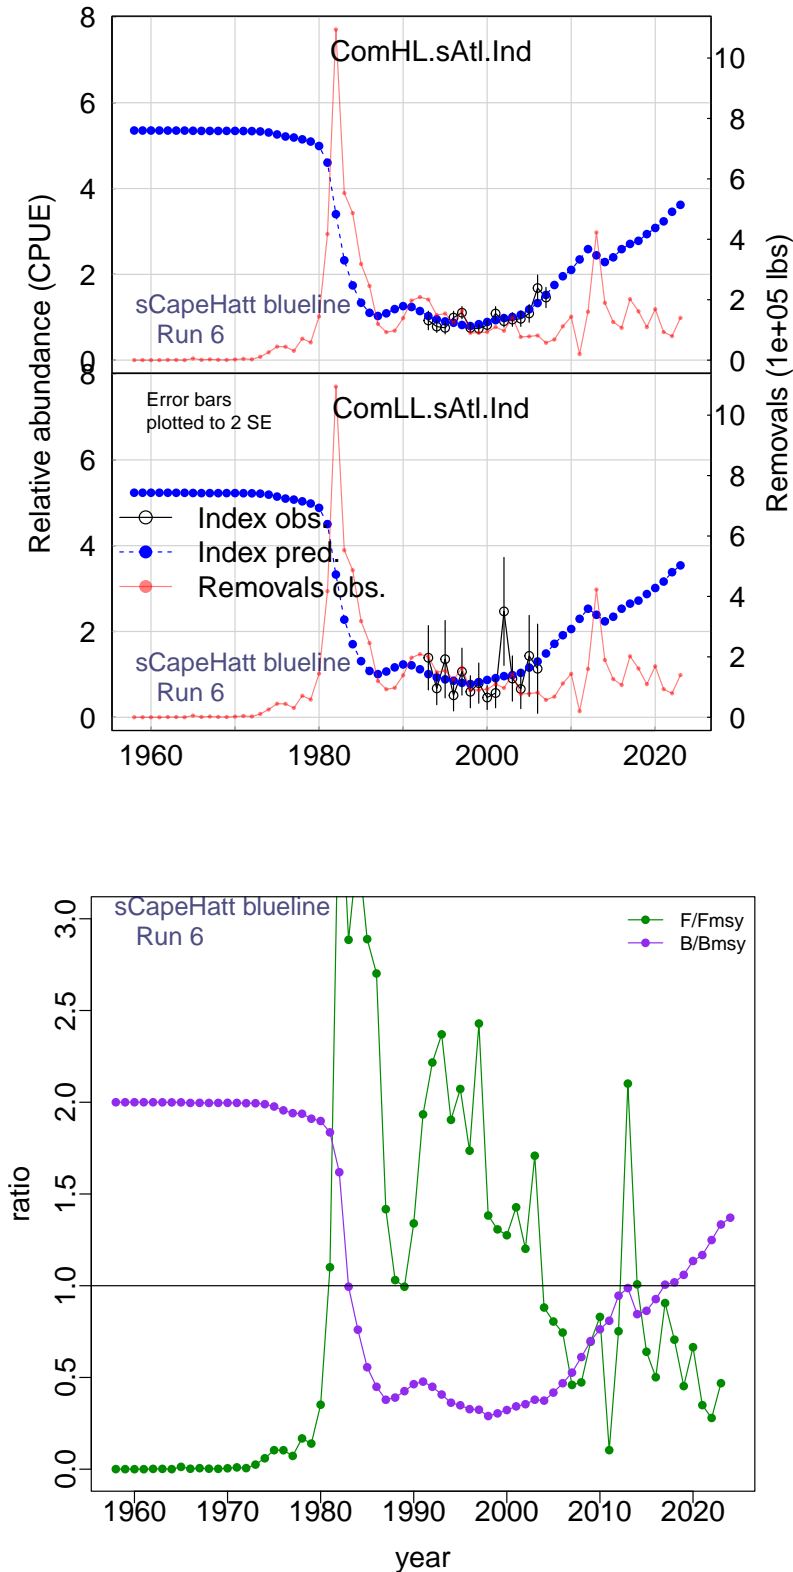 ComHL.sAtl.Ind
8
6
4
2
0
10
8
6
4
2
0
sCapeHatt blueline
Run 6
Relative abundance (CPUE)
Removals (1e+05 lbs)
ComLL.sAtl.Ind
Error bars
plotted to 2 SE
8
6
4
2
0
10
8
6
4
2
0
Index obs.
Index pred.
Removals obs.
sCapeHatt blueline
Run 6
1960 1980 2000 2020
sCapeHatt blueline
Run 6
F/Fmsy
B/Bmsy
3.0
2.5
2.0
1.5
1.0
0.5
0.0
ratio
1960 1970 1980 1990 2000 2010 2020
year